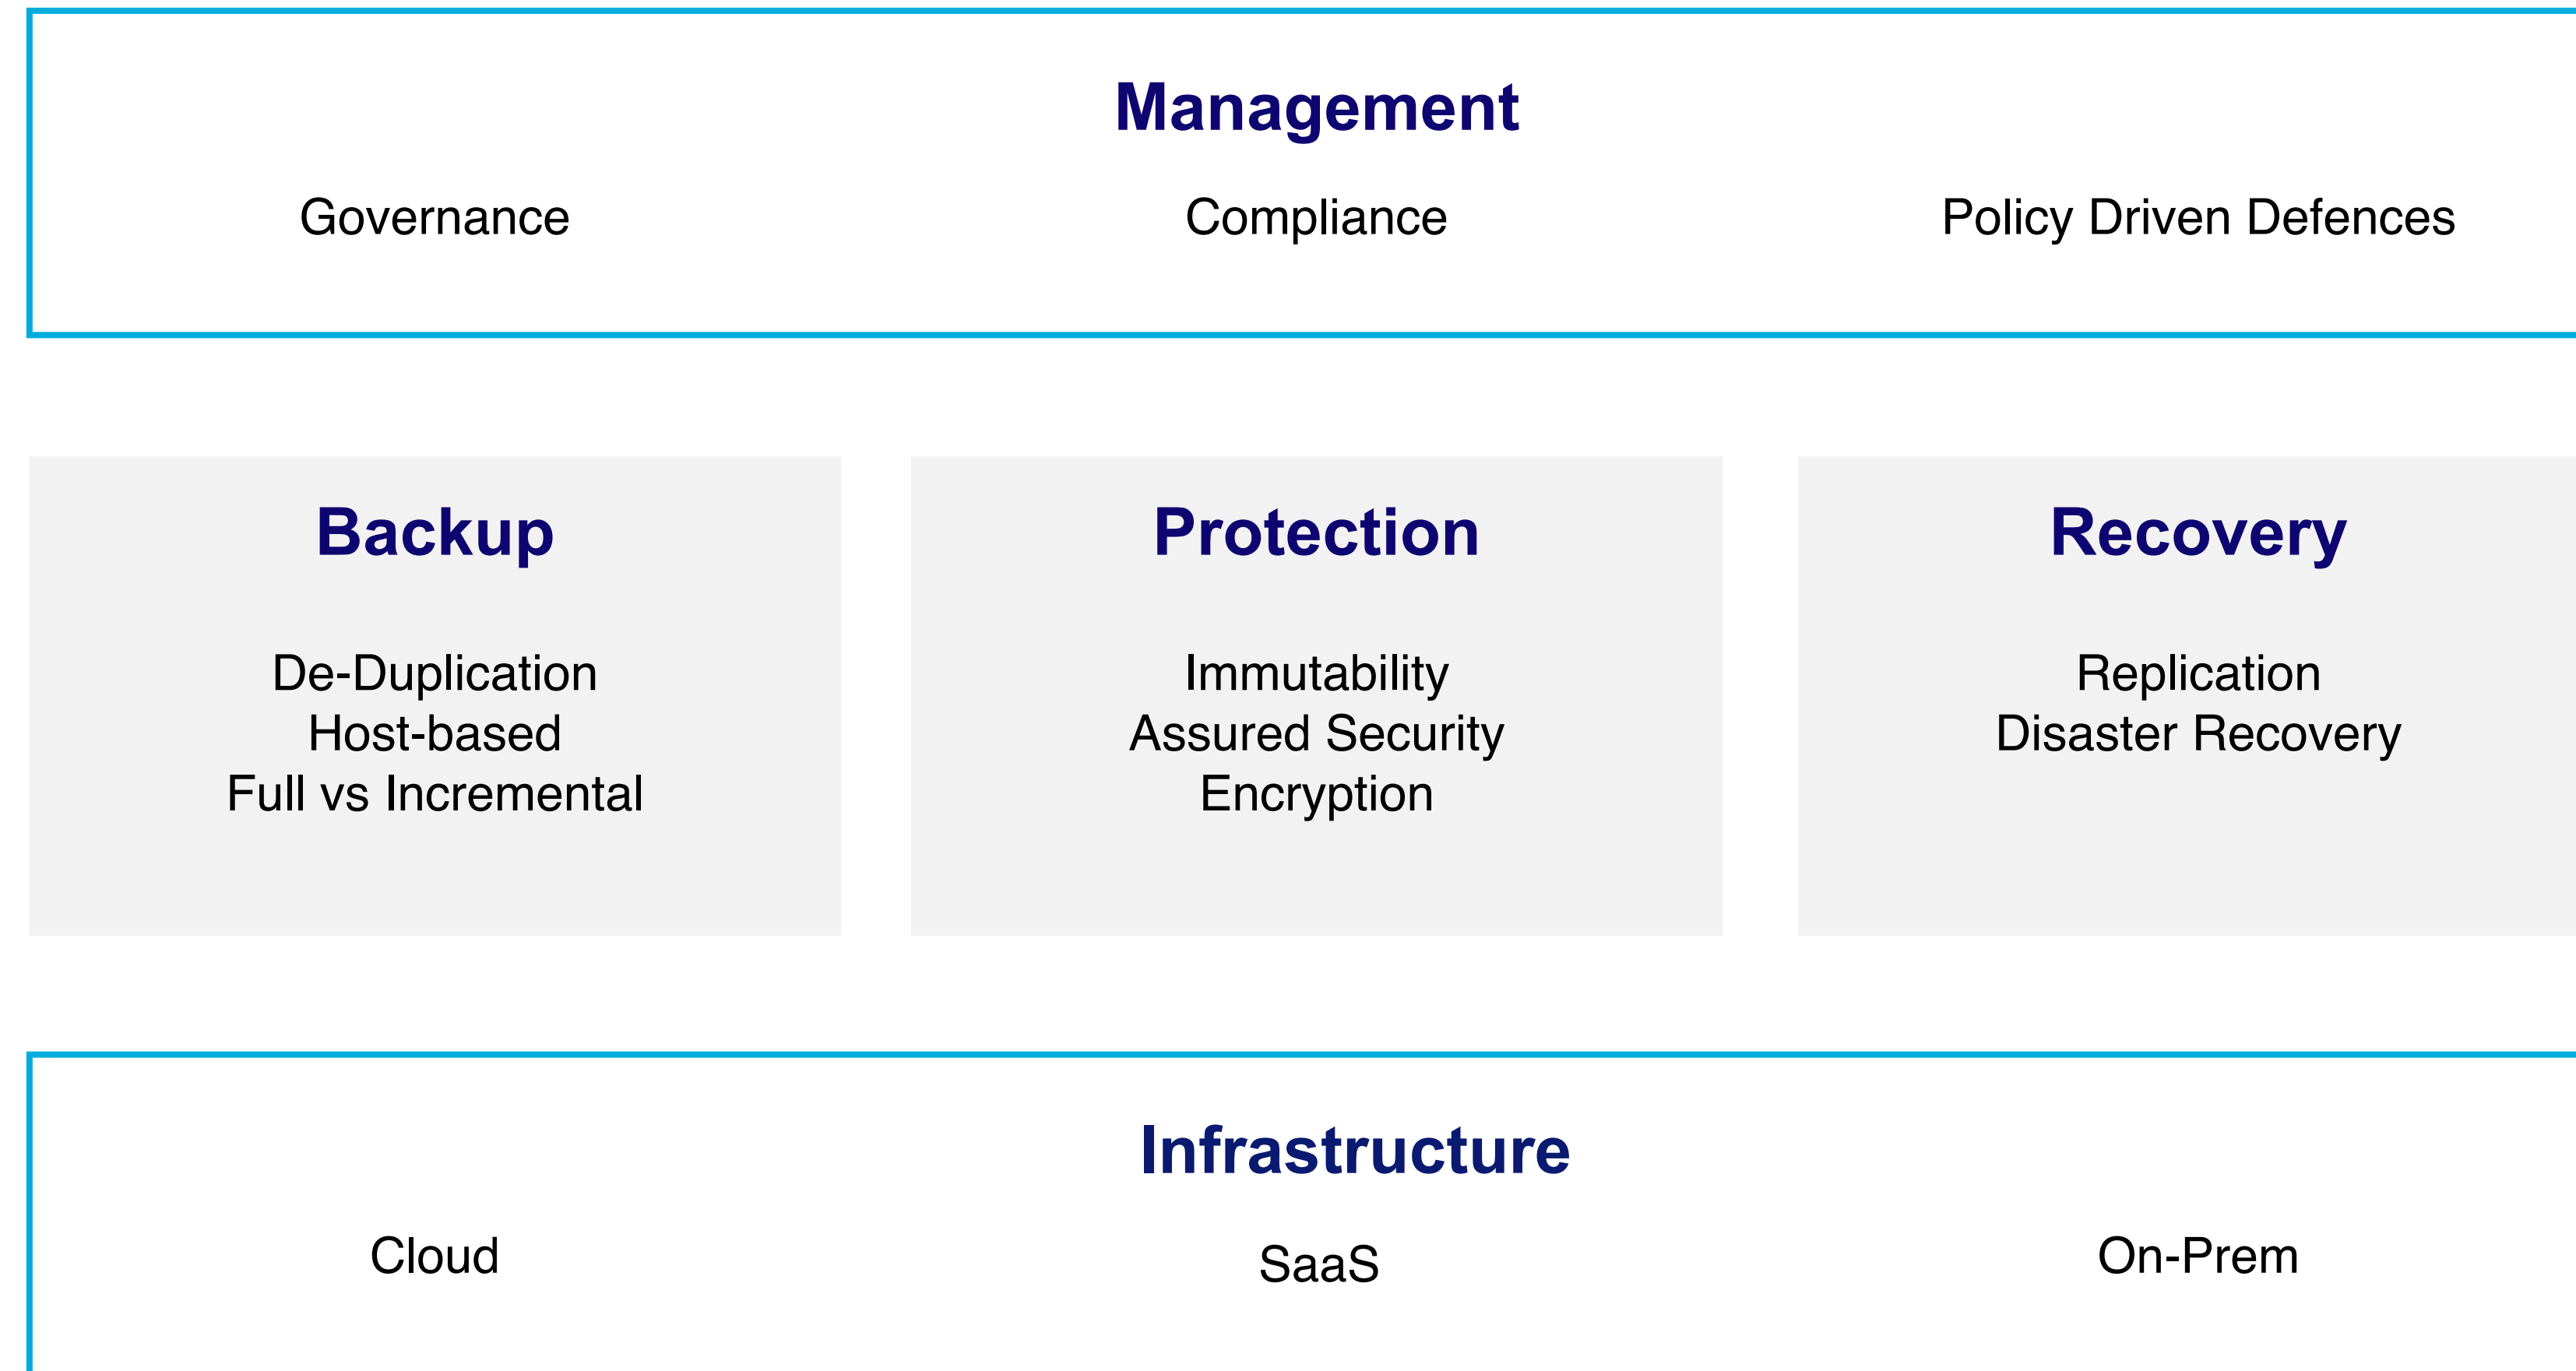 Management
Governance
Compliance
Policy Driven Defences
Backup
De-Duplication
Host-based
Full vs Incremental
Protection
Immutability
Assured Security
Encryption
Recovery
Replication
Disaster Recovery
Infrastructure
Cloud
SaaS
On-Prem